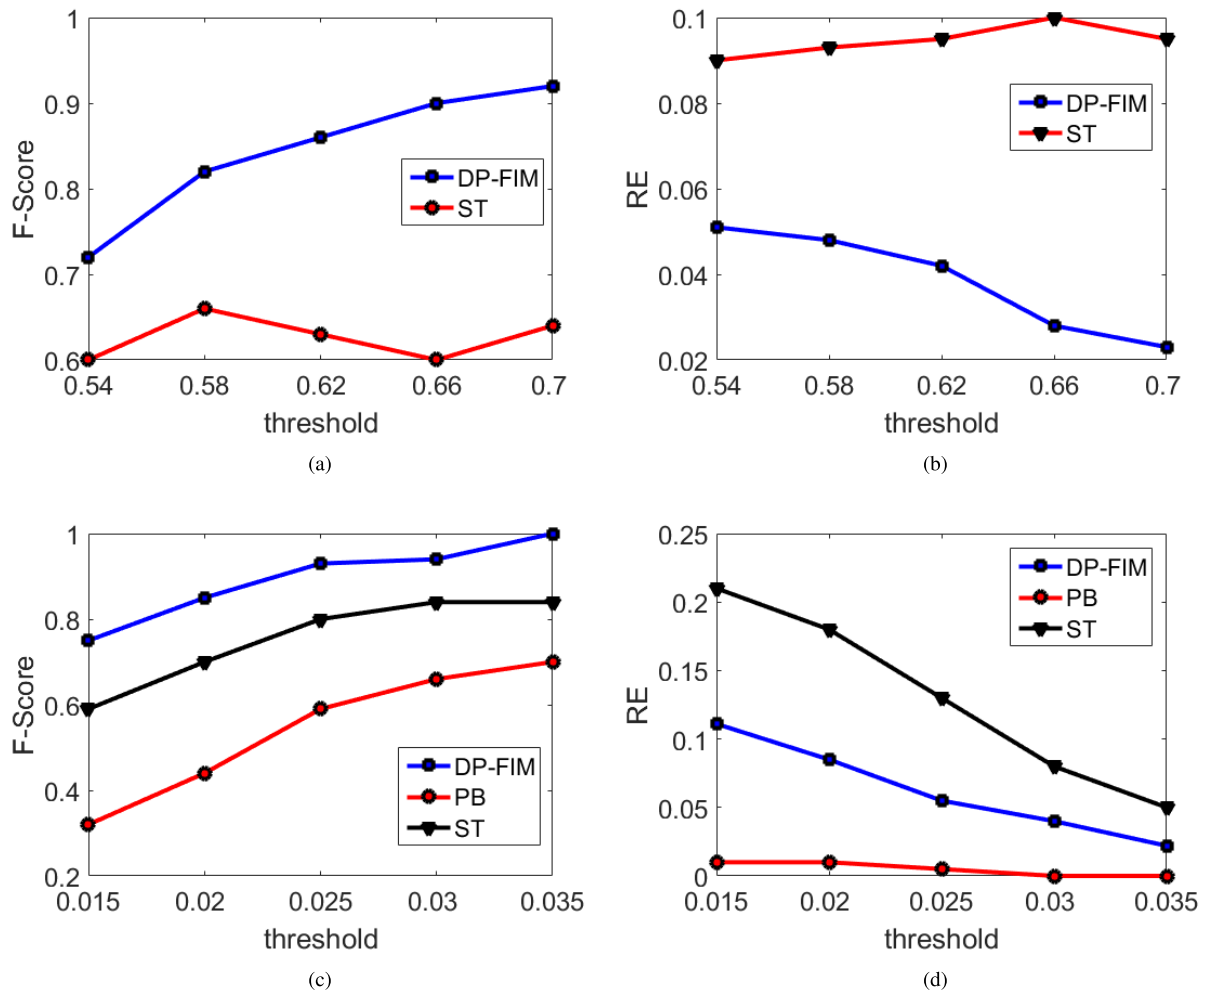 1
0.9
0.8
0.7
0.6
F-Score
DP-FIM
ST
0.54 0.58 0.62 0.66 0.7
threshold
(a)
0.1
0.08
0.06
0.04
0.02
RE
DP-FIM
ST
0.54 0.58 0.62 0.66 0.7
threshold
(b)
1
0.8
0.6
0.4
0.2
F-Score
DP-FIM
PB
ST
0.015 0.02 0.025 0.03 0.035
threshold
(c)
0.25
0.2
0.15
0.1
0.05
0
RE
DP-FIM
PB
ST
0.015 0.02 0.025 0.03 0.035
threshold
(d)